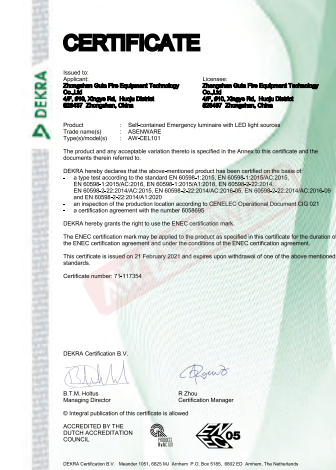 DEKRA
CERTIFICATE
Issued to:
Applicant:
Zhongshan Guta Fire Equipment Technology
Co.,Ltd
4/F, #10, Xingye Rd, Huoju District
528437 Zhongshan, China
Licensee:
Zhongshan Guta Fire Equipment Technology
Co.,Ltd
4/F, #10, Xingye Rd, Huoju District
528437 Zhongshan, China
Product : Self-contained Emergency luminaire with LED light sources
Trade name(s) : ASENWARE
Type(s)/model(s) : AW-CEL101
The product and any acceptable variation thereto is specified in the Annex to this certificate and the
documents therein referred to.
DEKRA hereby declares that the above-mentioned product has been certified on the basis of:
- a type test according to the standard EN 60598-1:2015, EN 60598-1:2015/AC:2015,
EN 60598-1:2015/AC:2016, EN 60598-1:2015/A1:2018, EN 60598-2-22:2014,
EN 60598-2-22:2014/AC:2015, EN 60598-2-22:2014/AC:2016-05, EN 60598-2-22:2014/AC:2016-09
and EN 60598-2-22:2014/A1:2020
- an inspection of the production location according to CENELEC Operational Document CIG 021
- a certification agreement with the number 6058695
DEKRA hereby grants the right to use the ENEC certification mark.
The ENEC certification mark may be applied to the product as specified in this certificate for the duration of
the ENEC certification agreement and under the conditions of the ENEC certification agreement.
This certificate is issued on 21 February 2021 and expires upon withdrawal of one of the above mentioned
standards.
Certificate number: 71-117354
DEKRA Certification B.V.
B.T.M. Holtus
Managing Director
R Zhou
Certification Manager
© Integral publication of this certificate is allowed
ACCREDITED BY THE
DUTCH ACCREDITATION
COUNCIL
PRODUCTS
RvA C 101
05
DEKRA Certification B.V. Meander 1051, 6825 MJ Arnhem P.O. Box 5185, 6802 ED Arnhem, The Netherlands